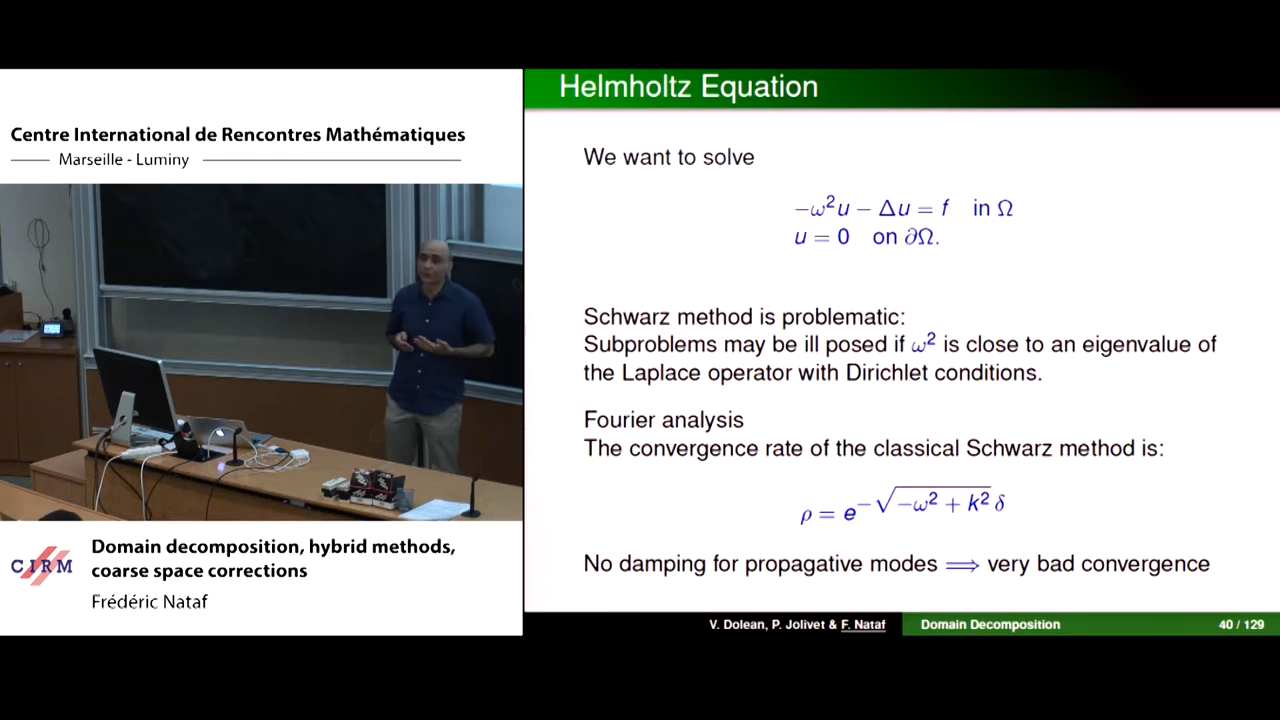 Centre International de Rencontres Mathématiques
Marseille - Luminy
CIRM
Domain decomposition, hybrid methods,
coarse space corrections
Frédéric Nataf
Helmholtz Equation
We want to solve
−ω²u − Δu = f in Ω
u = 0 on ∂Ω.
Schwarz method is problematic:
Subproblems may be ill posed if ω² is close to an eigenvalue of
the Laplace operator with Dirichlet conditions.
Fourier analysis
The convergence rate of the classical Schwarz method is:
ρ = e^{−√(−ω² + k²) δ}
No damping for propagative modes ⟹ very bad convergence
V. Dolean, P. Jolivet & F. Nataf Domain Decomposition 40 / 129